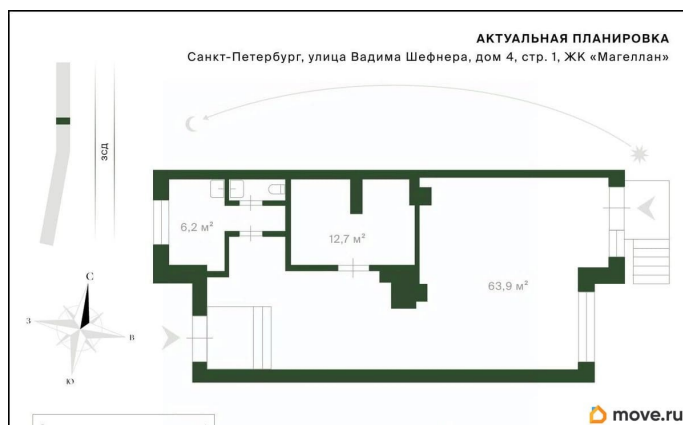 АКТУАЛЬНАЯ ПЛАНИРОВКА
Санкт-Петербург, улица Вадима Шефнера, дом 4, стр. 1, ЖК «Магеллан»
ЗСД
6,2 м²
12,7 м²
63,9 м²
С
З
В
Ю
move.ru